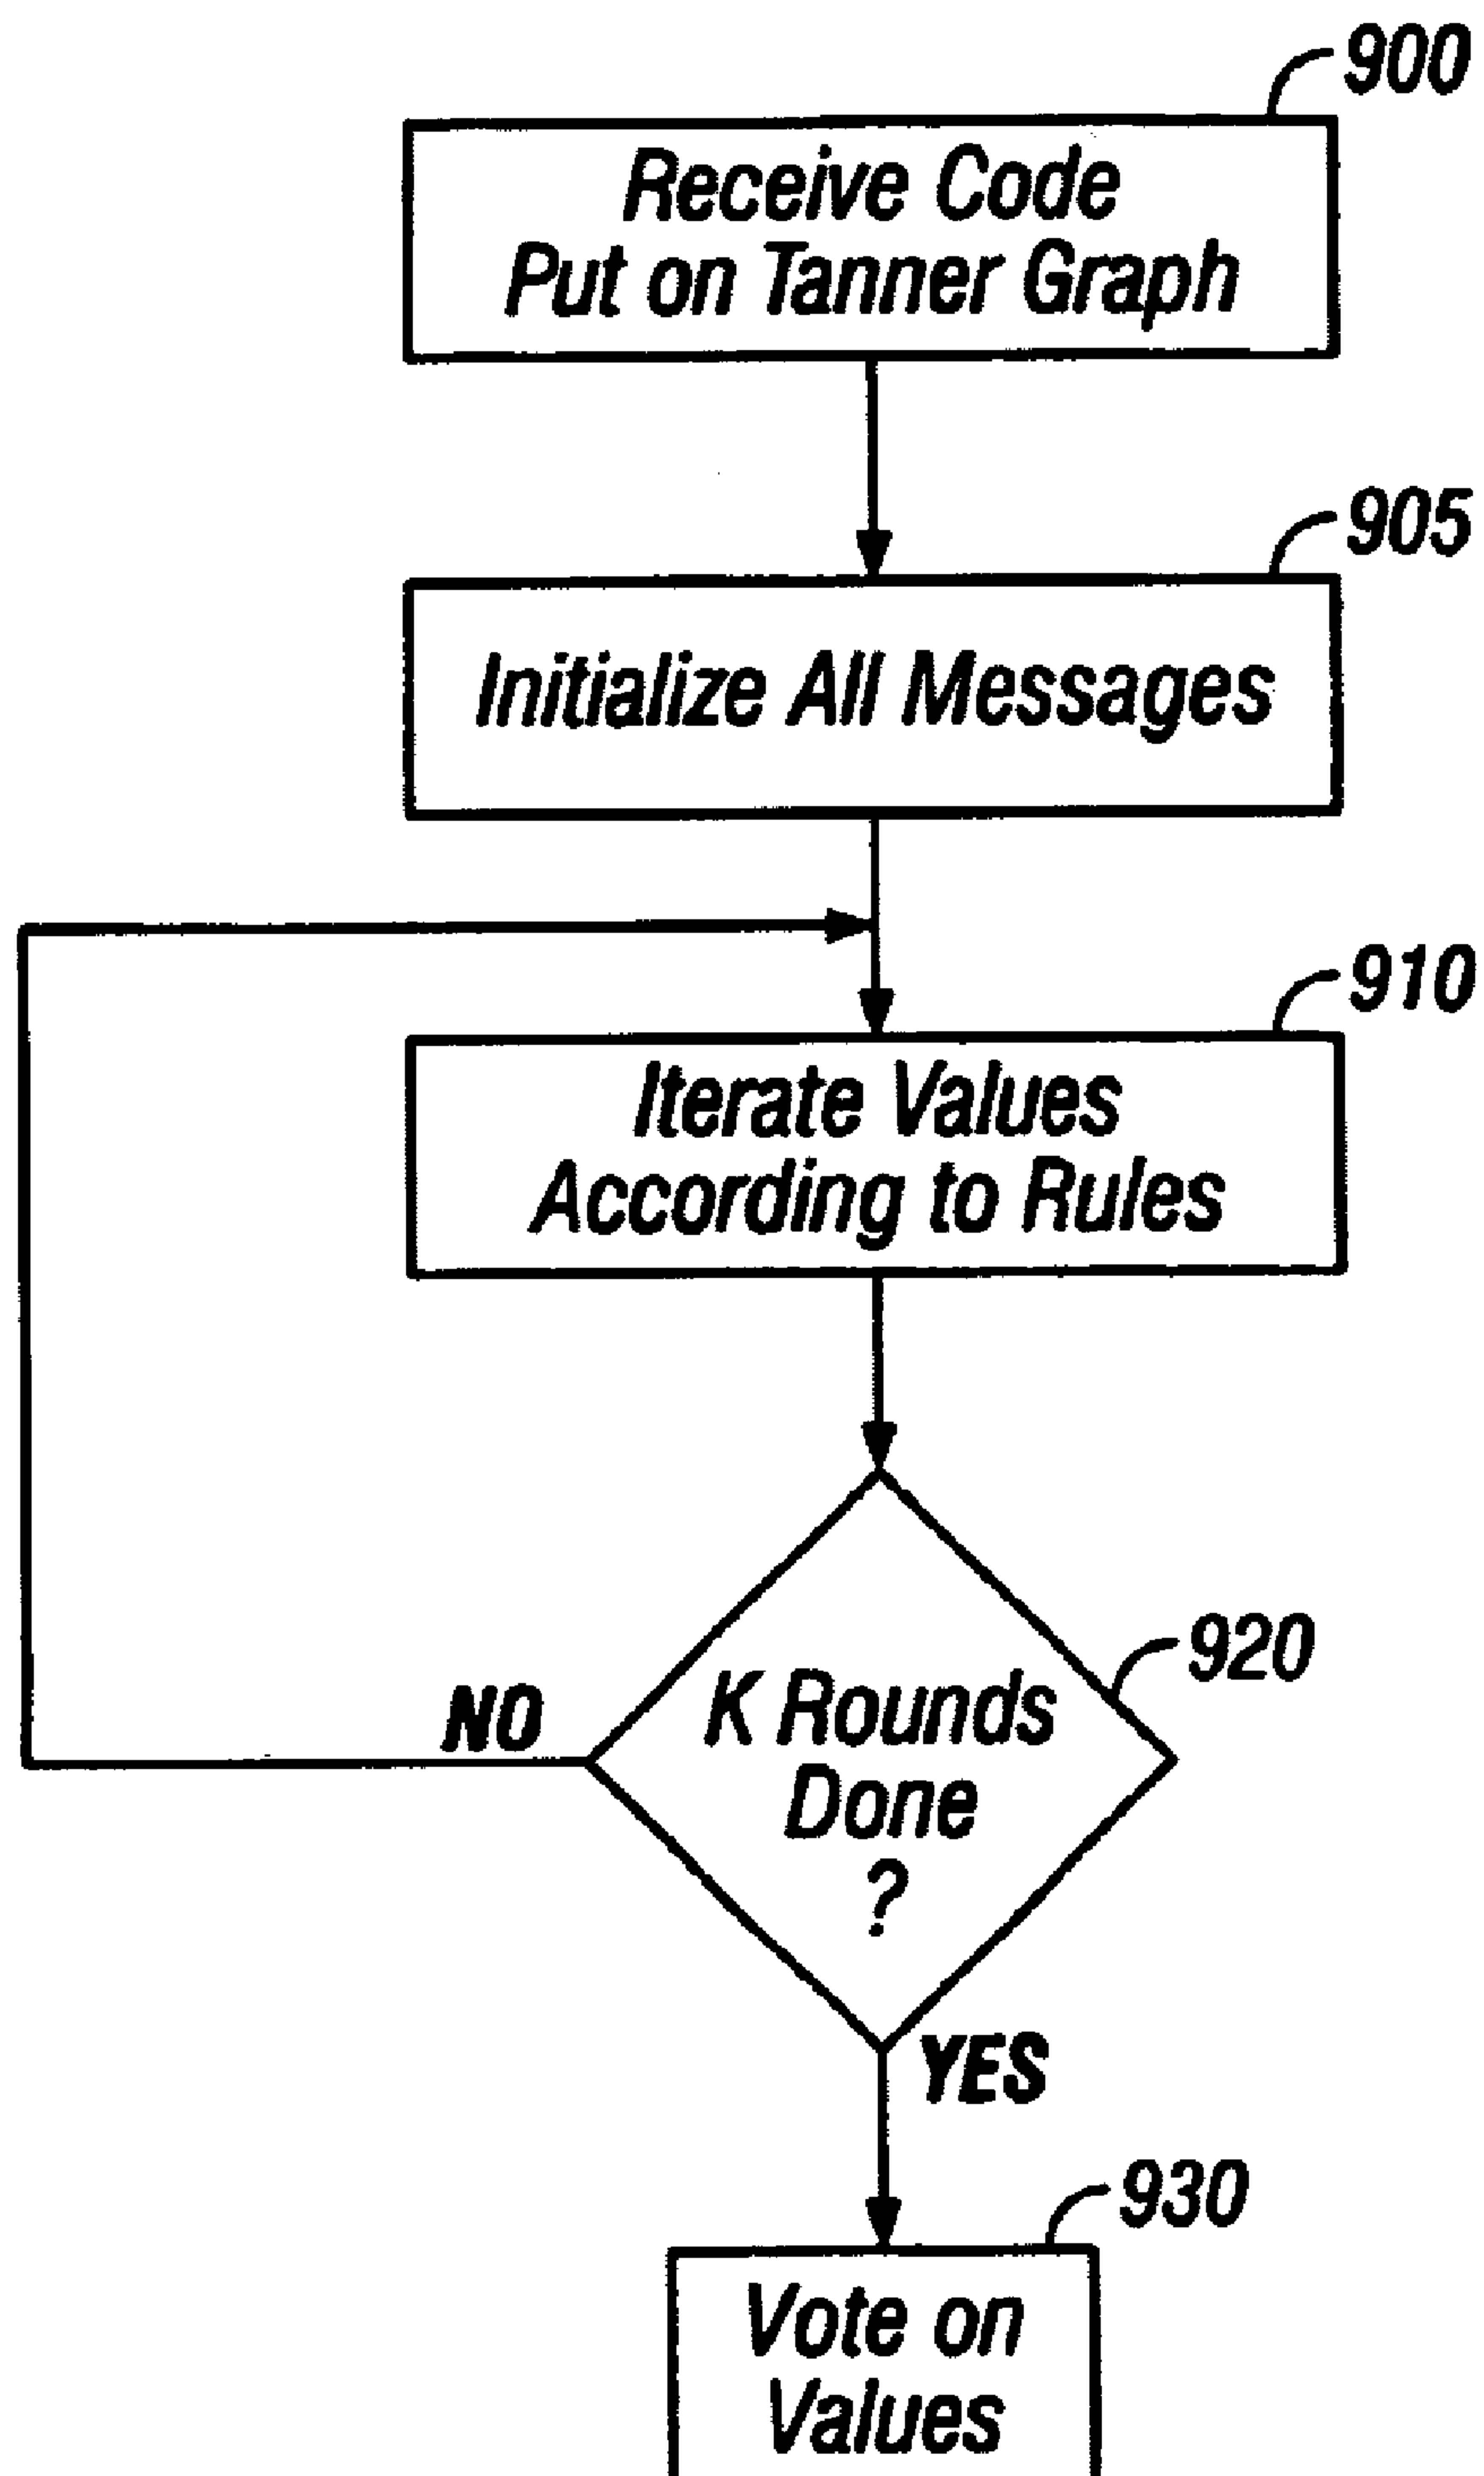 900
Receive Code
Put on Tanner Graph
905
Initialize All Messages
910
Iterate Values
According to Rules
920
K Rounds
Done
?
NO
YES
930
Vote on
Values